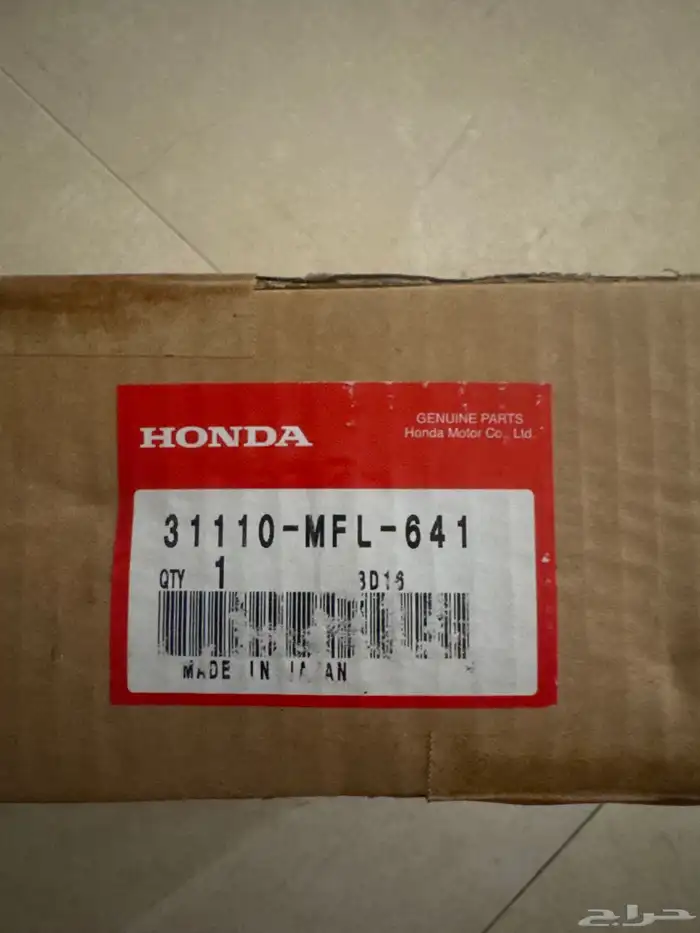 HONDA
GENUINE PARTS
Honda Motor Co., Ltd.
31110-MFL-641
QTY 1
3D16
MADE IN JAPAN
حراج